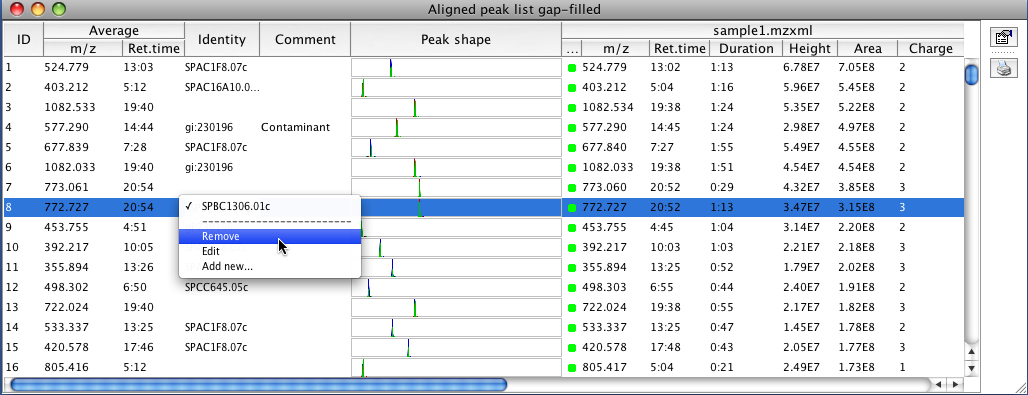 Aligned peak list gap-filled
ID Average Identity Comment Peak shape sample1.mzxml
m/z Ret.time ... m/z Ret.time Duration Height Area Charge
1 524.779 13:03 SPAC1F8.07c 524.779 13:02 1:13 6.78E7 7.05E8 2
2 403.212 5:12 SPAC16A10.0... 403.212 5:04 1:16 5.96E7 5.45E8 2
3 1082.533 19:40 1082.534 19:38 1:24 5.35E7 5.22E8 2
4 577.290 14:44 gi:230196 Contaminant 577.290 14:45 1:24 2.98E7 4.97E8 2
5 677.839 7:28 SPAC1F8.07c 677.840 7:27 1:55 5.49E7 4.55E8 2
6 1082.033 19:40 gi:230196 1082.033 19:38 1:51 4.54E7 4.54E8 2
7 773.061 20:54 773.060 20:52 0:29 4.32E7 3.85E8 3
8 772.727 20:54 ✓ SPBC1306.01c 772.727 20:52 1:13 3.47E7 3.15E8 3
---------------------
9 453.755 4:51 453.755 4:45 1:04 3.14E7 2.20E8 2
Remove
10 392.217 10:05 Edit 392.217 10:03 1:03 2.21E7 2.18E8 3
11 355.894 13:26 Add new... 355.894 13:25 0:52 1.79E7 2.02E8 3
12 498.302 6:50 SPCC645.05c 498.303 6:55 0:44 2.40E7 1.91E8 2
13 722.024 19:40 722.024 19:38 0:55 1.21E7 1.82E8 3
14 533.337 13:25 SPAC1F8.07c 533.337 13:25 0:47 1.45E7 1.78E8 2
15 420.578 17:46 SPAC1F8.07c 420.578 17:48 0:43 2.05E7 1.77E8 3
16 805.416 5:12 805.417 5:04 0:21 2.49E7 1.73E8 1